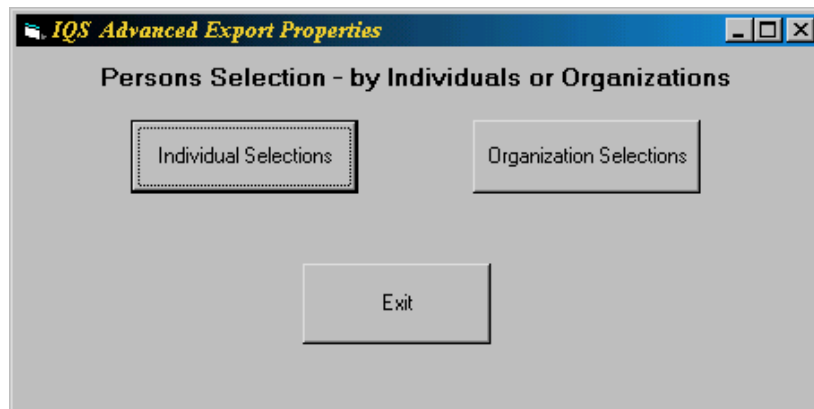 IQS Advanced Export Properties
Persons Selection - by Individuals or Organizations
Individual Selections
Organization Selections
Exit